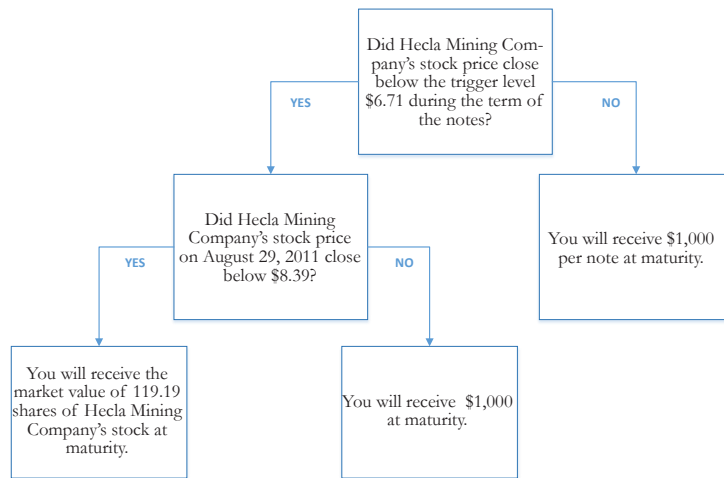 Did Hecla Mining Com-
pany's stock price close
below the trigger level
$6.71 during the term of
the notes?
YES
NO
Did Hecla Mining
Company's stock price
on August 29, 2011 close
below $8.39?
You will receive $1,000
per note at maturity.
YES
NO
You will receive the
market value of 119.19
shares of Hecla Mining
Company's stock at
maturity.
You will receive $1,000
at maturity.